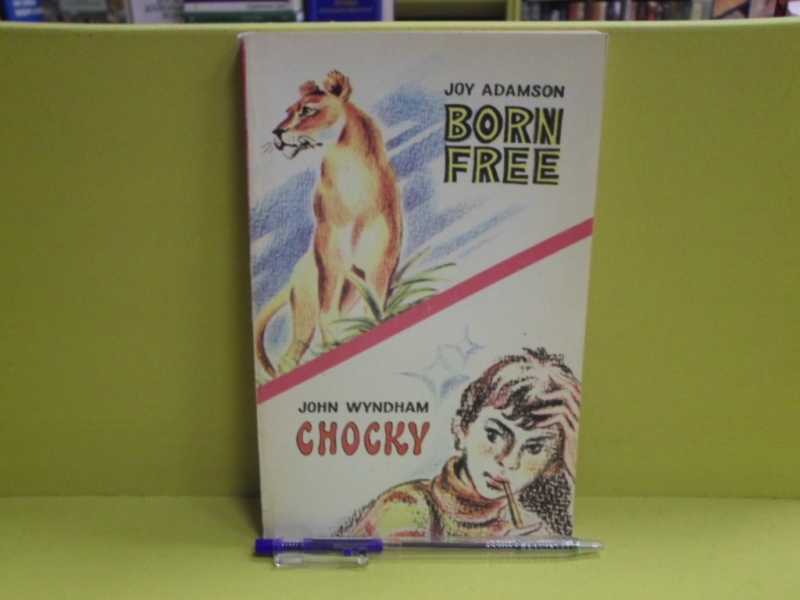 JOY ADAMSON
BORN
FREE
JOHN WYNDHAM
CHOCKY